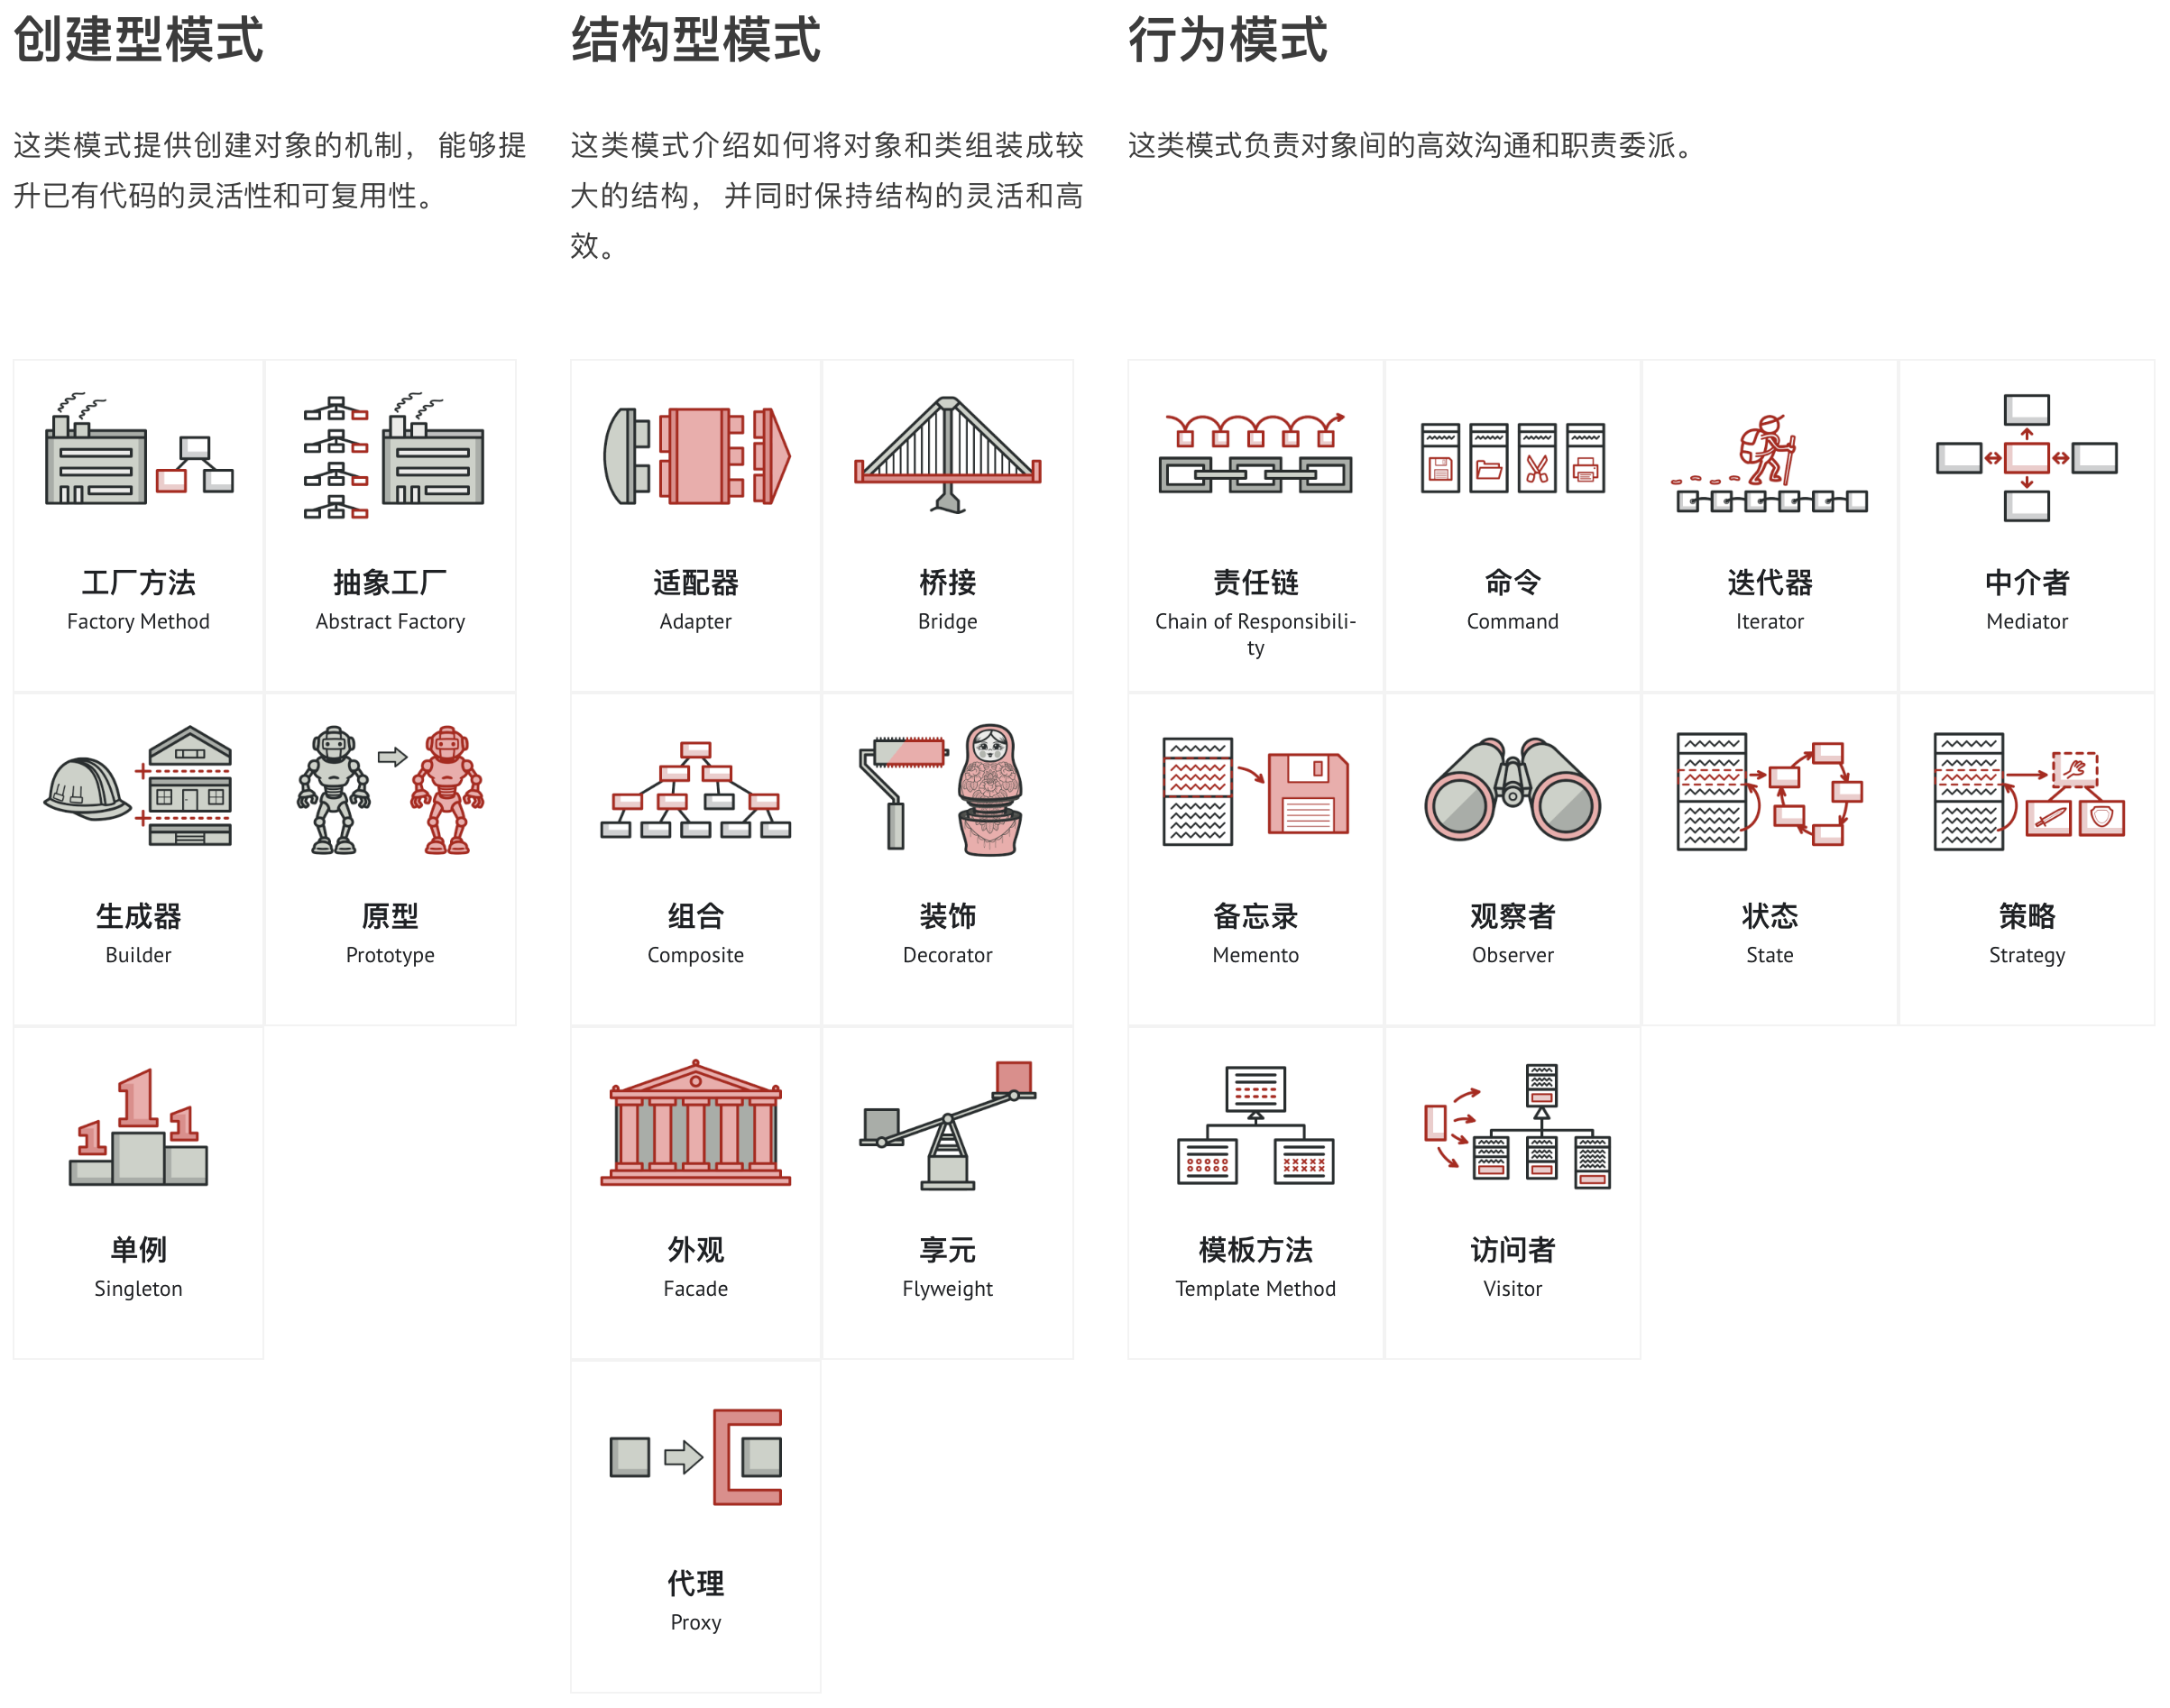 创建型模式
这类模式提供创建对象的机制， 能够提
升已有代码的灵活性和可复用性。
工厂方法
Factory Method
抽象工厂
Abstract Factory
生成器
Builder
原型
Prototype
1 1 1
单例
Singleton
结构型模式
这类模式介绍如何将对象和类组装成较
大的结构， 并同时保持结构的灵活和高
效。
适配器
Adapter
桥接
Bridge
组合
Composite
装饰
Decorator
外观
Facade
享元
Flyweight
代理
Proxy
行为模式
这类模式负责对象间的高效沟通和职责委派。
责任链
Chain of Responsibili-
ty
命令
Command
迭代器
Iterator
中介者
Mediator
备忘录
Memento
观察者
Observer
状态
State
策略
Strategy
模板方法
Template Method
访问者
Visitor